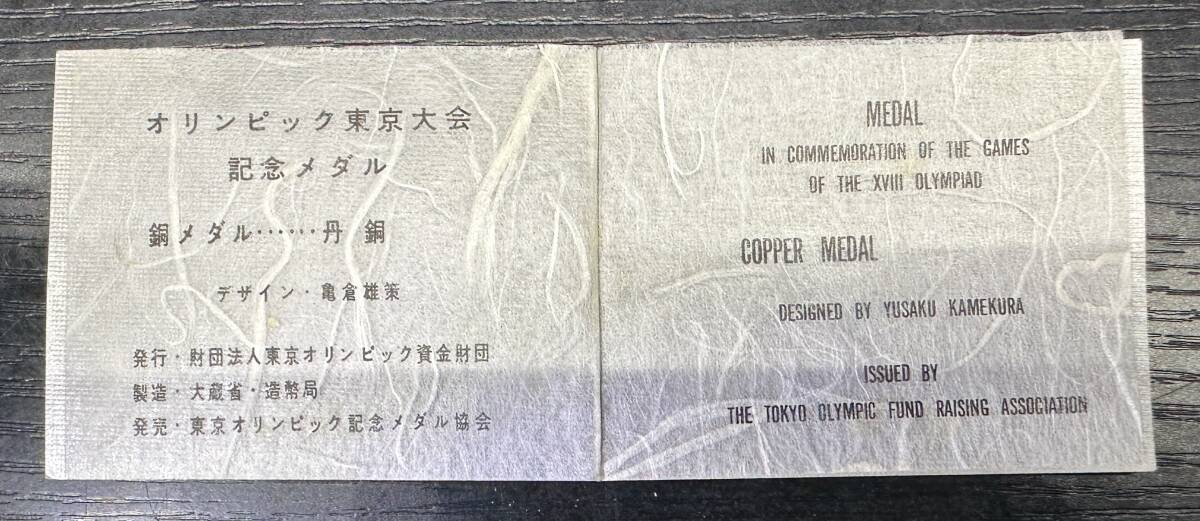 オリンピック東京大会
記念メダル
銅メダル‥‥‥丹銅
デザイン・亀倉雄策
発行・財団法人東京オリンピック資金財団
製造・大蔵省・造幣局
発売・東京オリンピック記念メダル協会
MEDAL
IN COMMEMORATION OF THE GAMES
OF THE XVIII OLYMPIAD
COPPER MEDAL
DESIGNED BY YUSAKU KAMEKURA
ISSUED BY
THE TOKYO OLYMPIC FUND RAISING ASSOCIATION